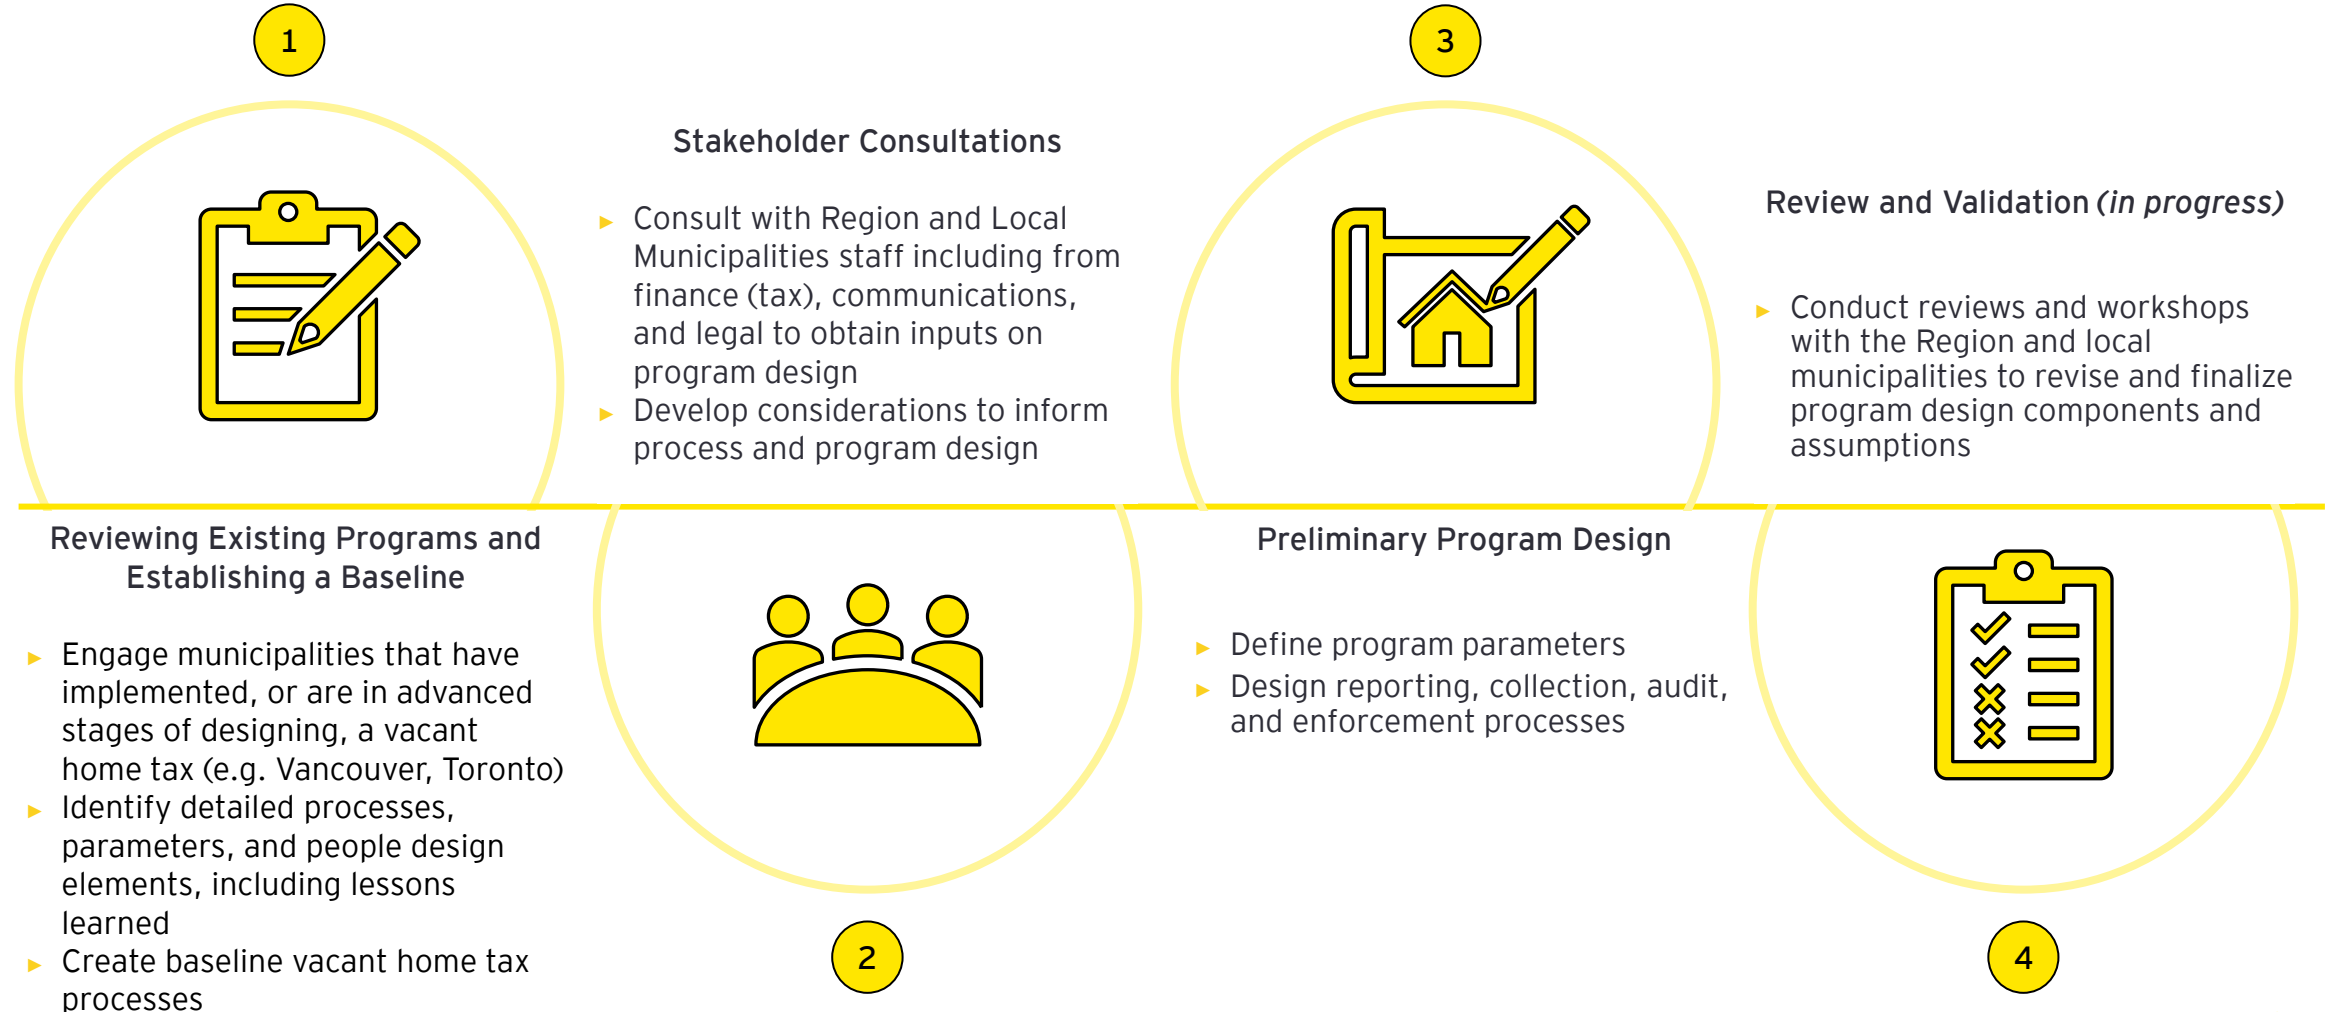 1
Reviewing Existing Programs and
Establishing a Baseline
► Engage municipalities that have
implemented, or are in advanced
stages of designing, a vacant
home tax (e.g. Vancouver, Toronto)
► Identify detailed processes,
parameters, and people design
elements, including lessons
learned
► Create baseline vacant home tax
processes
Stakeholder Consultations
► Consult with Region and Local
Municipalities staff including from
finance (tax), communications,
and legal to obtain inputs on
program design
► Develop considerations to inform
process and program design
2
3
Preliminary Program Design
► Define program parameters
► Design reporting, collection, audit,
and enforcement processes
Review and Validation (in progress)
► Conduct reviews and workshops
with the Region and local
municipalities to revise and finalize
program design components and
assumptions
4